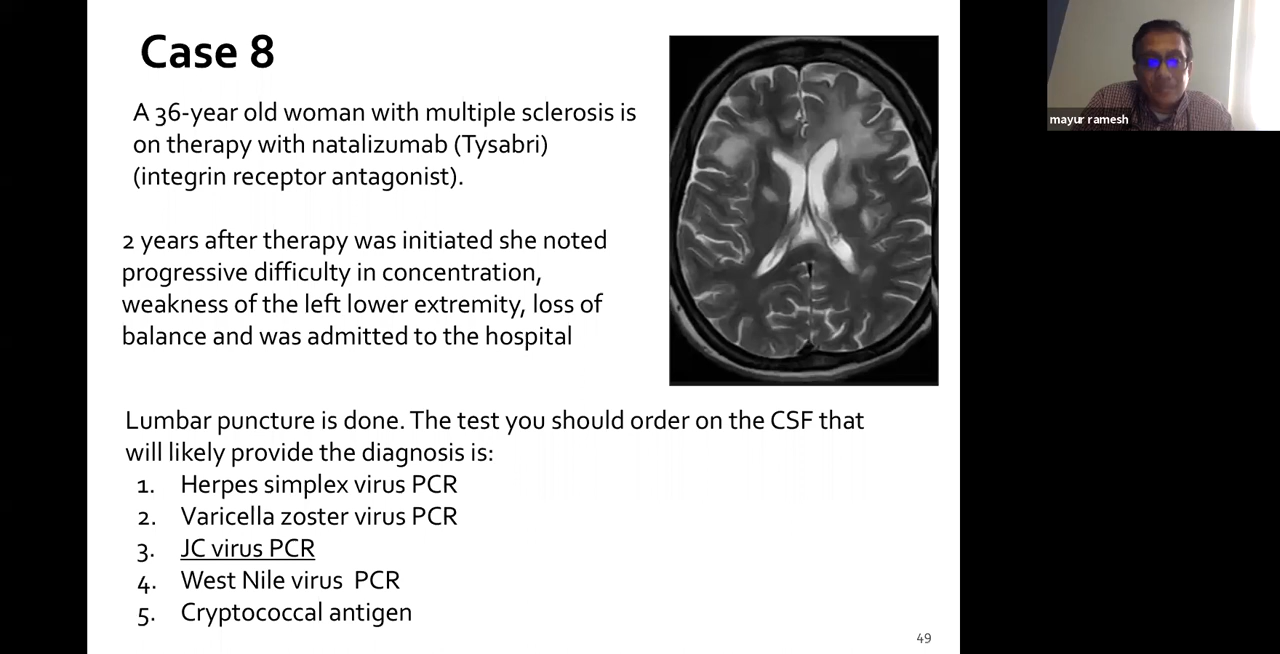 Case 8
A 36-year old woman with multiple sclerosis is
on therapy with natalizumab (Tysabri)
(integrin receptor antagonist).
2 years after therapy was initiated she noted
progressive difficulty in concentration,
weakness of the left lower extremity, loss of
balance and was admitted to the hospital
Lumbar puncture is done. The test you should order on the CSF that
will likely provide the diagnosis is:
1. Herpes simplex virus PCR
2. Varicella zoster virus PCR
3. JC virus PCR
4. West Nile virus PCR
5. Cryptococcal antigen
49
mayur ramesh